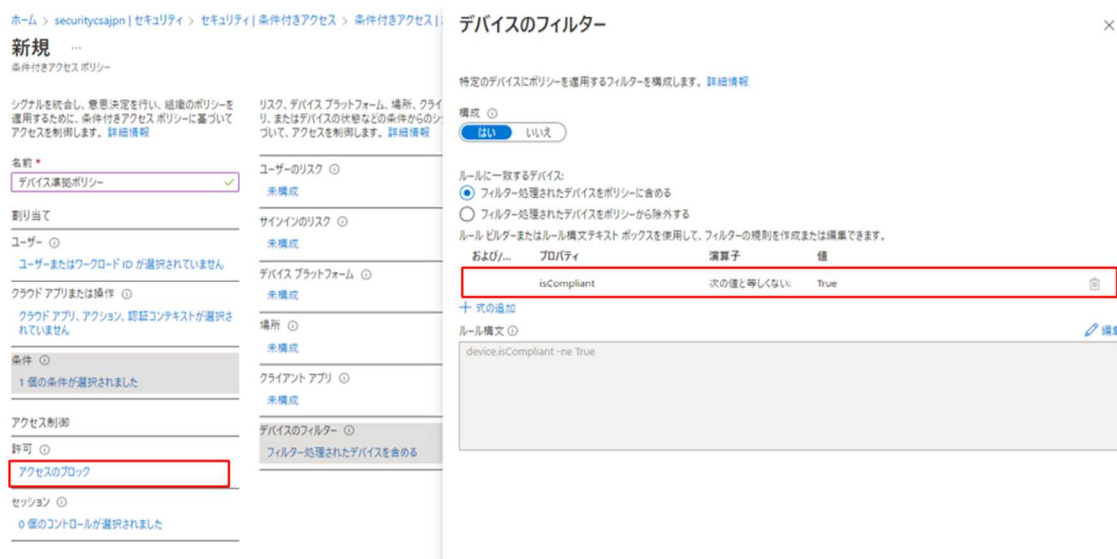 ホーム > securitycsajpn | セキュリティ > セキュリティ | 条件付きアクセス > 条件付きアクセス |
新規 …
条件付きアクセス ポリシー
シグナルを統合し、意思決定を行い、組織のポリシーを
適用するために、条件付きアクセス ポリシーに基づいて
アクセスを制御します。 詳細情報
名前 *
デバイス準拠ポリシー
割り当て
ユーザー
ユーザーまたはワークロード ID が選択されていません
クラウド アプリまたは操作
クラウド アプリ、アクション、認証コンテキストが選択さ
れていません
条件
1 個の条件が選択されました
アクセス制御
許可
アクセスのブロック
セッション
0 個のコントロールが選択されました
リスク、デバイス プラットフォーム、場所、クライ
リ、またはデバイスの状態などの条件からのシ
づいて、アクセスを制御します。 詳細情報
ユーザーのリスク
未構成
サインインのリスク
未構成
デバイス プラットフォーム
未構成
場所
未構成
クライアント アプリ
未構成
デバイスのフィルター
フィルター処理されたデバイスを含める
デバイスのフィルター
特定のデバイスにポリシーを適用するフィルターを構成します。 詳細情報
構成
はい いいえ
ルールに一致するデバイス:
フィルター処理されたデバイスをポリシーに含める
フィルター処理されたデバイスをポリシーから除外する
ルール ビルダーまたはルール構文テキスト ボックスを使用して、フィルターの規則を作成または編集できます。
および/... プロパティ 演算子 値
isCompliant 次の値と等しくない: True
+ 式の追加
ルール構文
編集
device.isCompliant -ne True